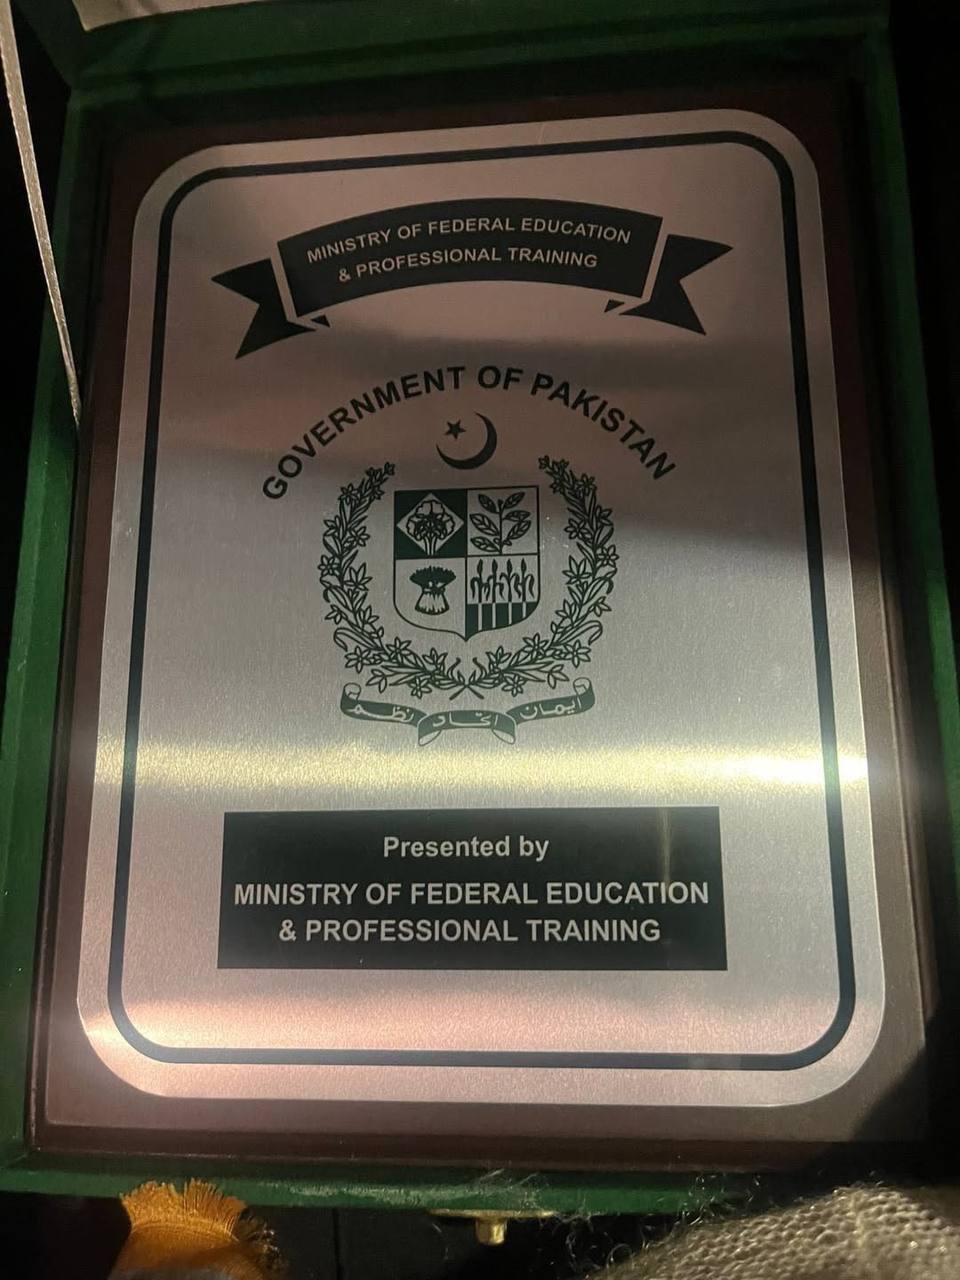 MINISTRY OF FEDERAL EDUCATION
& PROFESSIONAL TRAINING
GOVERNMENT OF PAKISTAN
ایمان اتحاد نظم
Presented by
MINISTRY OF FEDERAL EDUCATION
& PROFESSIONAL TRAINING